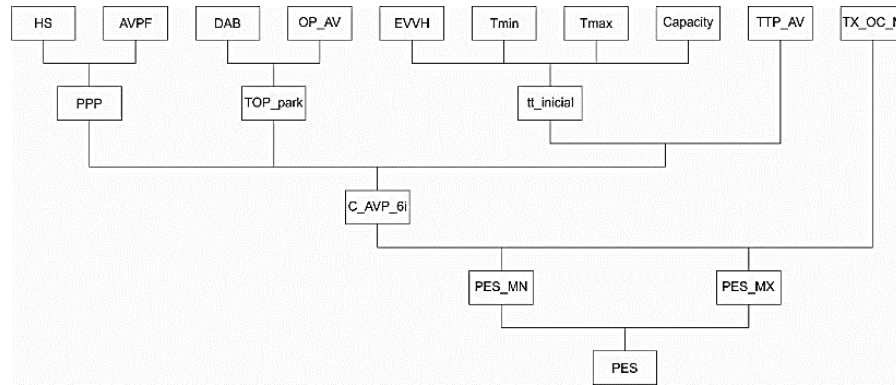 HS AVPF DAB OP_AV EVVH Tmin Tmax Capacity TTP_AV
PPP TOP_park tt_inicial
C_AVP_6i
PES_MN PES_MX
PES